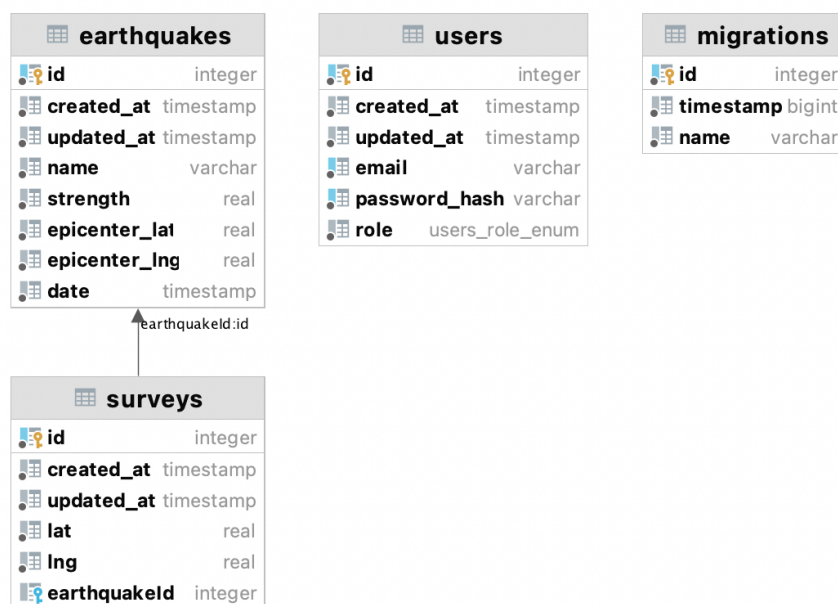 earthquakes
id integer
created_at timestamp
updated_at timestamp
name varchar
strength real
epicenter_lat real
epicenter_lng real
date timestamp
earthquakeId:id
surveys
id integer
created_at timestamp
updated_at timestamp
lat real
lng real
earthquakeId integer
users
id integer
created_at timestamp
updated_at timestamp
email varchar
password_hash varchar
role users_role_enum
migrations
id integer
timestamp bigint
name varchar